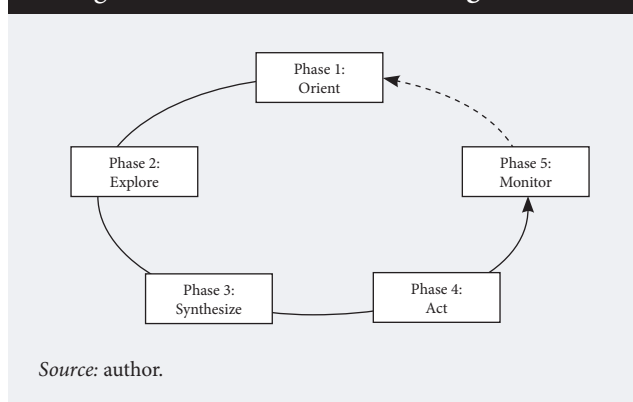 Phase 1:
Orient
Phase 2:
Explore
Phase 5:
Monitor
Phase 3:
Synthesize
Phase 4:
Act
Source: author.